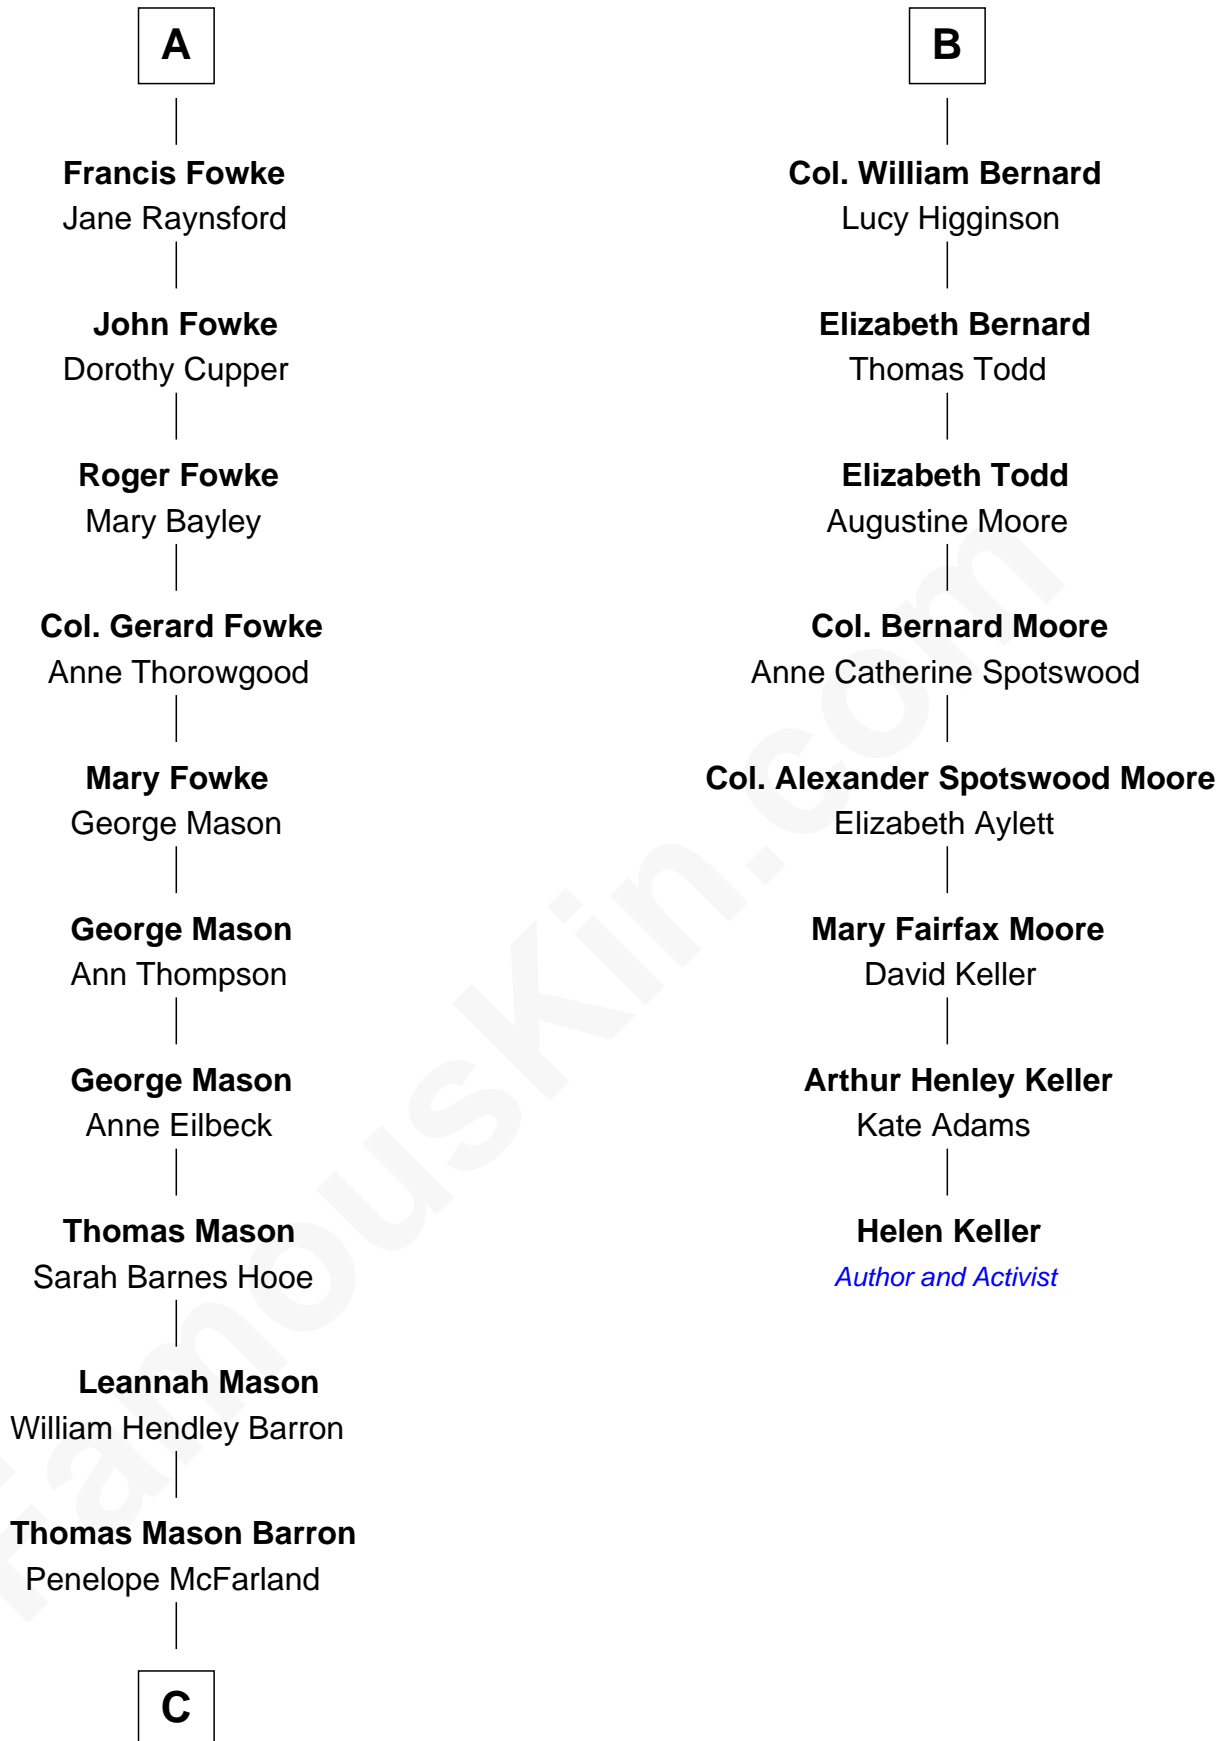 A
Francis Fowke
Jane Raynsford
John Fowke
Dorothy Cupper
Roger Fowke
Mary Bayley
Col. Gerard Fowke
Anne Thorowgood
Mary Fowke
George Mason
George Mason
Ann Thompson
George Mason
Anne Eilbeck
Thomas Mason
Sarah Barnes Hooe
Leannah Mason
William Hendley Barron
Thomas Mason Barron
Penelope McFarland
C
B
Col. William Bernard
Lucy Higginson
Elizabeth Bernard
Thomas Todd
Elizabeth Todd
Augustine Moore
Col. Bernard Moore
Anne Catherine Spotswood
Col. Alexander Spotswood Moore
Elizabeth Aylett
Mary Fairfax Moore
David Keller
Arthur Henley Keller
Kate Adams
Helen Keller
Author and Activist
FamousKin.com